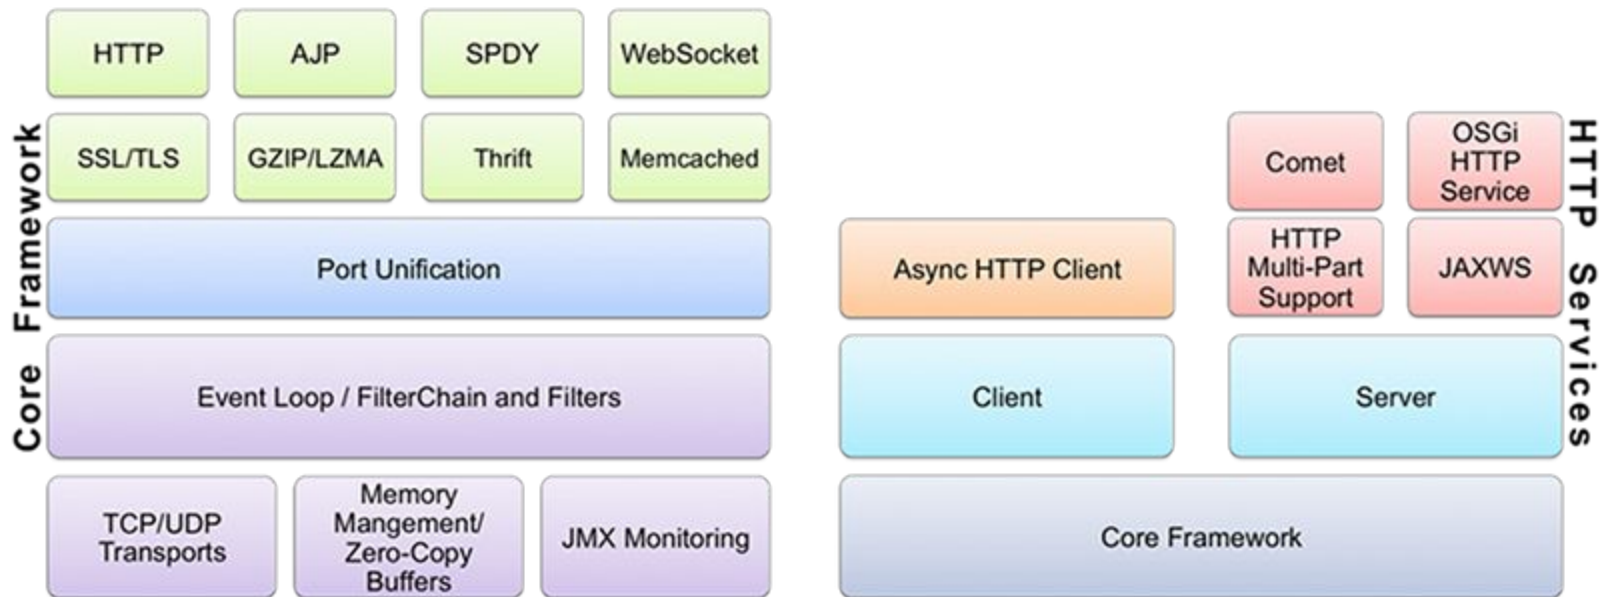 HTTP
AJP
SPDY
WebSocket
SSL/TLS
GZIP/LZMA
Thrift
Memcached
Port Unification
Event Loop / FilterChain and Filters
TCP/UDP
Transports
Memory
Mangement/
Zero-Copy
Buffers
JMX Monitoring
Core Framework
Comet
OSGi
HTTP
Service
Async HTTP Client
HTTP
Multi-Part
Support
JAXWS
Client
Server
Core Framework
HTTP Services